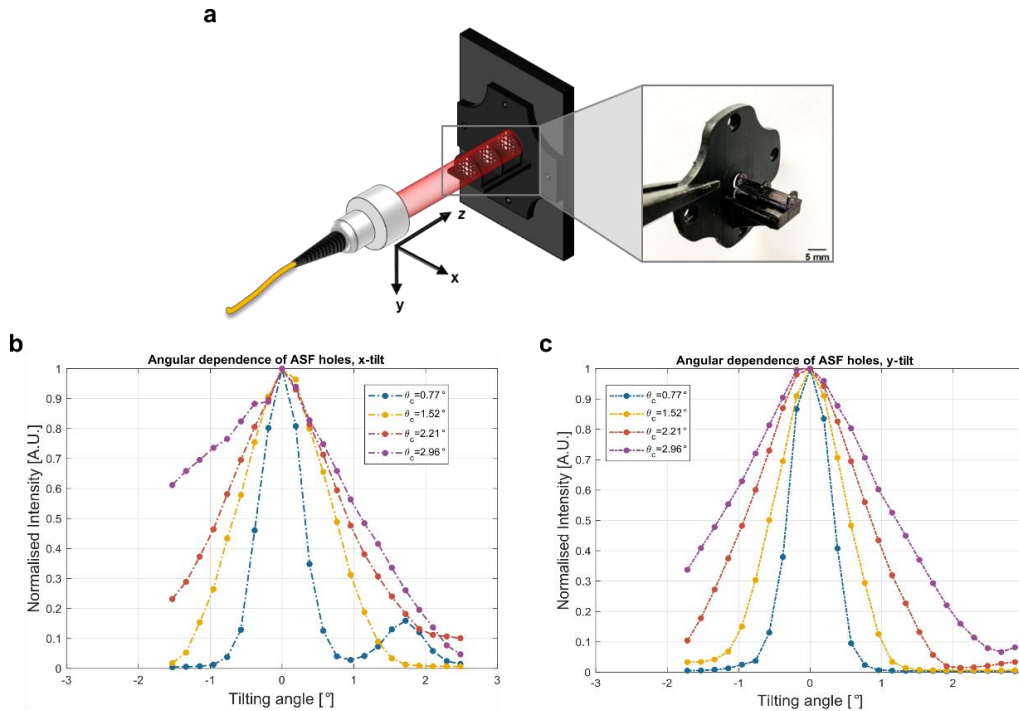 a
z
x
y
5 mm
b
Angular dependence of ASF holes, x-tilt
Normalised Intensity [A.U.]
1
0.9
0.8
0.7
0.6
0.5
0.4
0.3
0.2
0.1
0
-3
-2
-1
0
1
2
3
Tilting angle [°]
θc=0.77°
θc=1.52°
θc=2.21°
θc=2.96°
c
Angular dependence of ASF holes, y-tilt
Normalised Intensity [A.U.]
1
0.9
0.8
0.7
0.6
0.5
0.4
0.3
0.2
0.1
0
-3
-2
-1
0
1
2
Tilting angle [°]
θc=0.77°
θc=1.52°
θc=2.21°
θc=2.96°